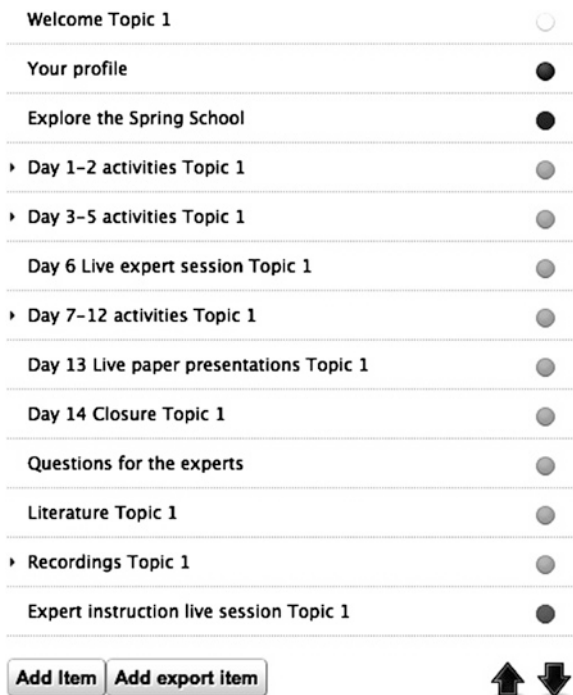 Welcome Topic 1
Your profile
Explore the Spring School
Day 1–2 activities Topic 1
Day 3–5 activities Topic 1
Day 6 Live expert session Topic 1
Day 7–12 activities Topic 1
Day 13 Live paper presentations Topic 1
Day 14 Closure Topic 1
Questions for the experts
Literature Topic 1
Recordings Topic 1
Expert instruction live session Topic 1
Add Item Add export item